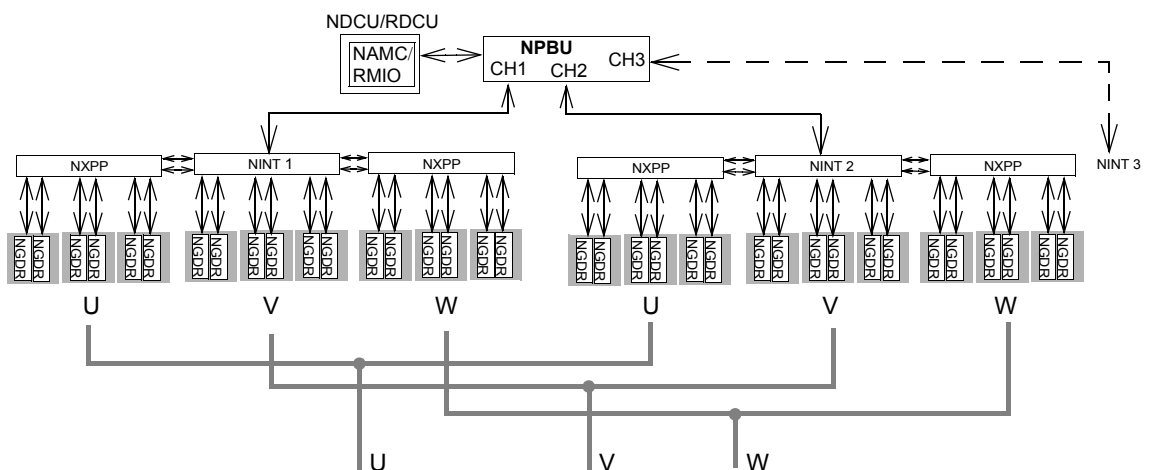 NDCU/RDCU
NAMC/
RMIO
NPBU
CH1 CH2 CH3
NXPP NINT 1 NXPP NXPP NINT 2 NXPP NINT 3
NGDR NGDR NGDR NGDR NGDR NGDR NGDR NGDR NGDR NGDR NGDR NGDR NGDR NGDR NGDR NGDR NGDR NGDR NGDR NGDR NGDR NGDR NGDR NGDR NGDR NGDR NGDR NGDR NGDR NGDR NGDR NGDR NGDR NGDR NGDR NGDR
U V W U V W
U V W